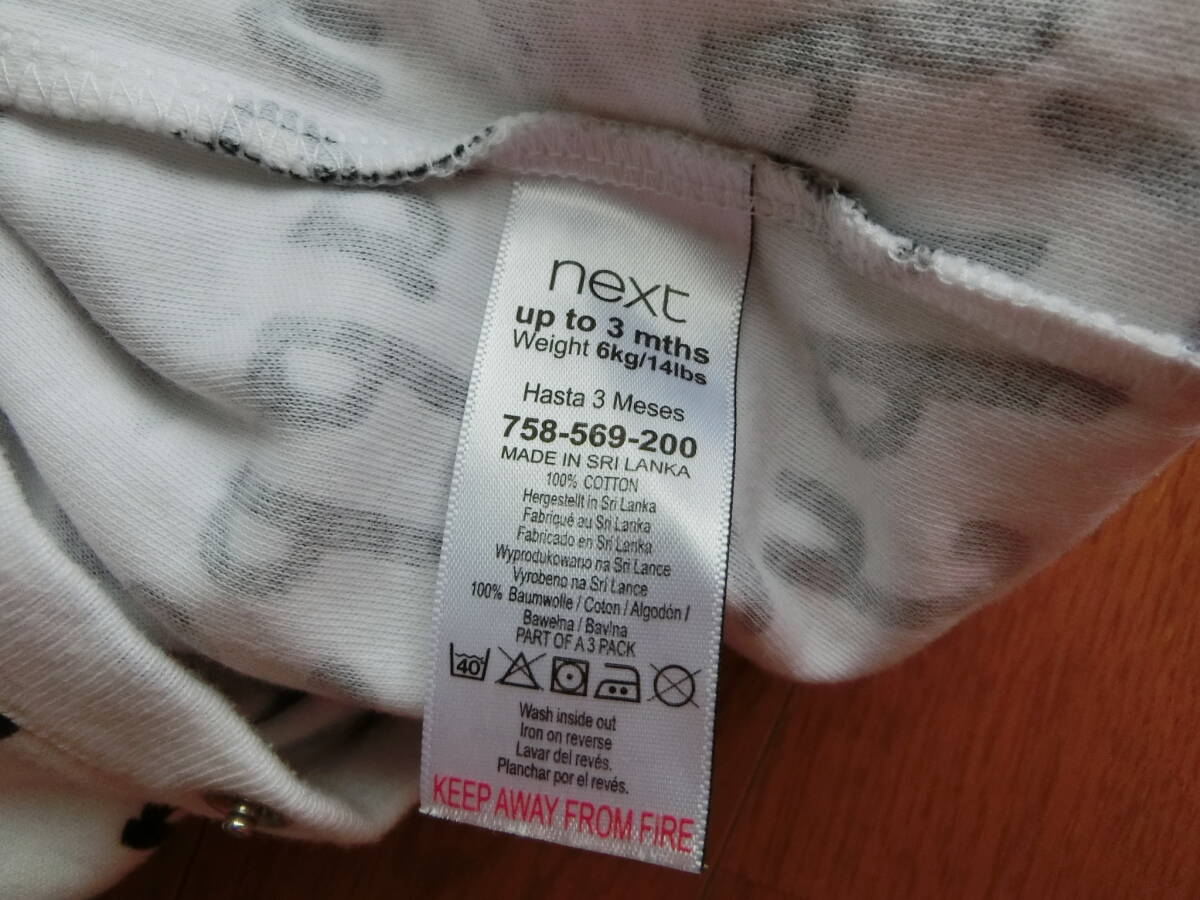 next
up to 3 mths
Weight 6kg/14lbs
Hasta 3 Meses
758-569-200
MADE IN SRI LANKA
100% COTTON
Hergestellt in Sri Lanka
Fabriqué au Sri Lanka
Fabricado en Sri Lanka
Wyprodukowano na Sri Lance
Vyrobeno na Srí Lance
100% Baumwolle / Coton / Algodón /
Bawełna / Bavlna
PART OF A 3 PACK
40
Wash inside out
Iron on reverse
Lavar del revés.
Planchar por el revés.
KEEP AWAY FROM FIRE